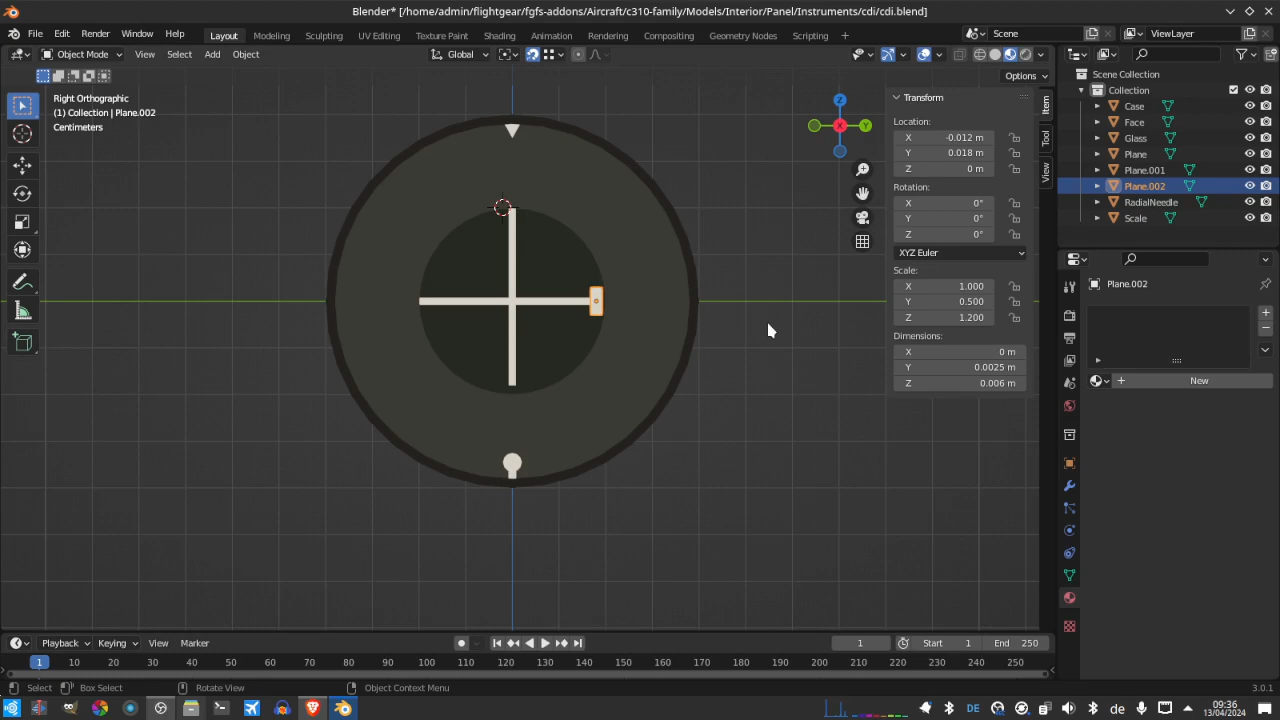 Blender* [/home/admin/flightgear/fgfs-addons/Aircraft/c310-family/Models/Interior/Panel/Instruments/cdi/cdi.blend]
File Edit Render Window Help Layout Modeling Sculpting UV Editing Texture Paint Shading Animation Rendering Compositing Geometry Nodes Scripting Scene ViewLayer
Object Mode View Select Add Object Global
Options
Right Orthographic
(1) Collection | Plane.002
Centimeters
Z
Y
X
Transform
Location:
X -0.012 m
Y 0.018 m
Z 0 m
Rotation:
X 0°
Y 0°
Z 0°
XYZ Euler
Scale:
X 1.000
Y 0.500
Z 1.200
Dimensions:
X 0 m
Y 0.0025 m
Z 0.006 m
Item
Tool
View
Scene Collection
Collection
Case
Face
Glass
Plane
Plane.001
Plane.002
RadialNeedle
Scale
Plane.002
New
Playback Keying View Marker 1 Start 1 End 250
1 10 20 30 40 50 60 70 80 90 100 110 120 130 140 150 160 170 180 190 200 210 220 230 240 250
Select Box Select Rotate View Object Context Menu 3.0.1
DE de 09:36
13/04/2024